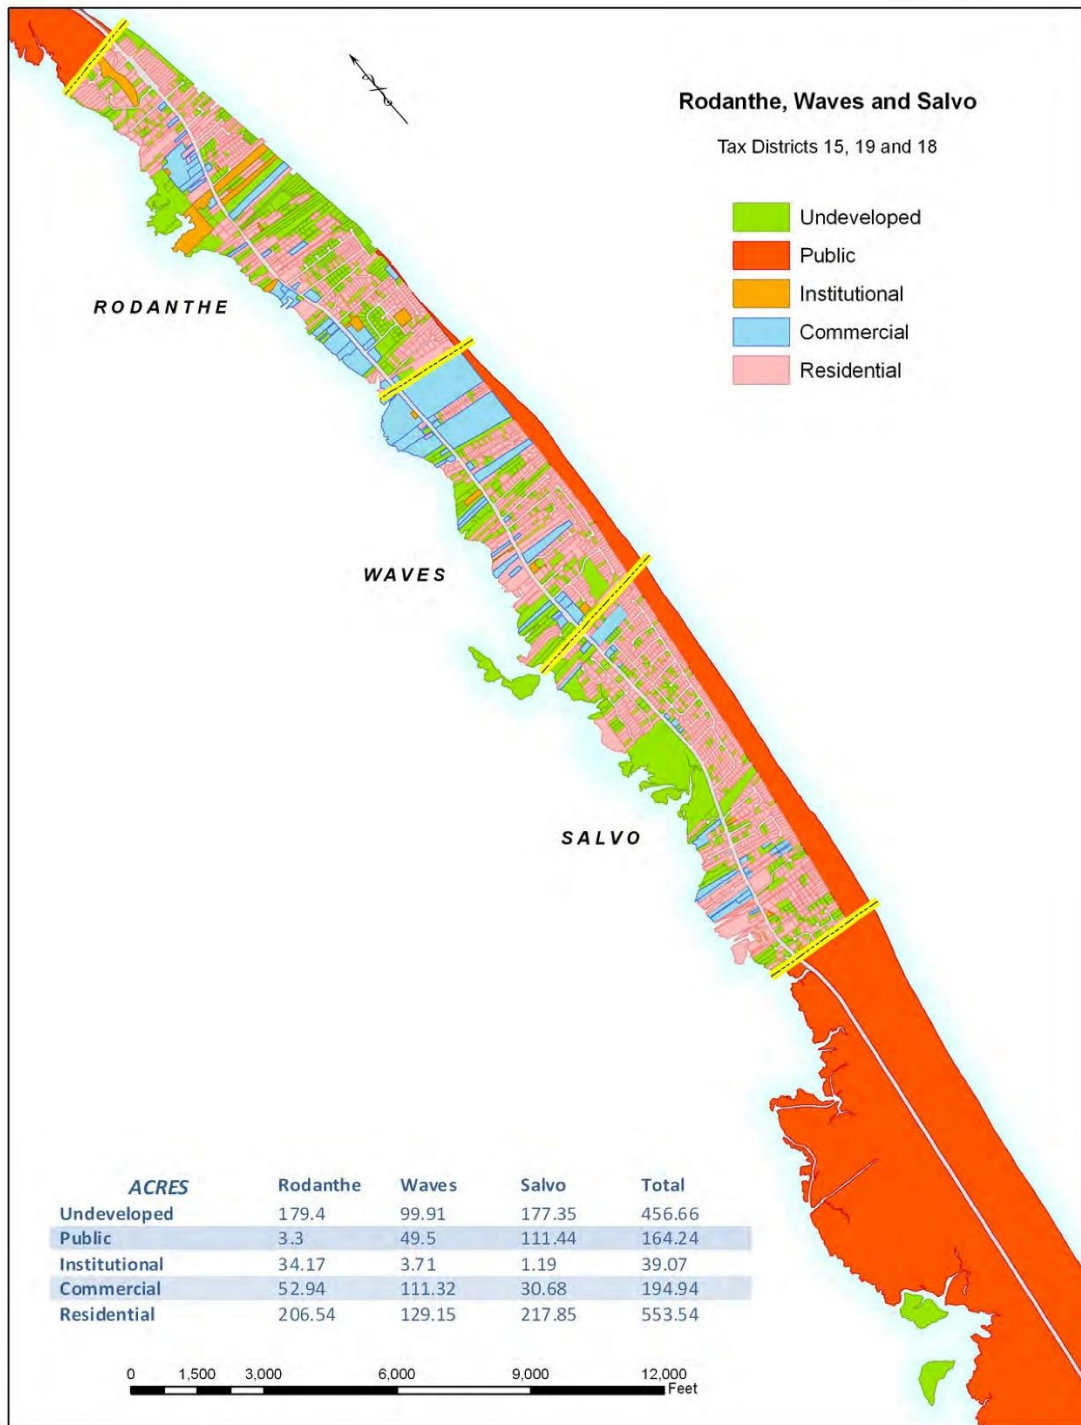 Rodanthe, Waves and Salvo
Tax Districts 15, 19 and 18
Undeveloped
Public
Institutional
Commercial
Residential
RODANTHE
WAVES
SALVO
ACRES Rodanthe Waves Salvo Total
Undeveloped 179.4 99.91 177.35 456.66
Public 3.3 49.5 111.44 164.24
Institutional 34.17 3.71 1.19 39.07
Commercial 52.94 111.32 30.68 194.94
Residential 206.54 129.15 217.85 553.54
0 1,500 3,000 6,000 9,000 12,000
Feet